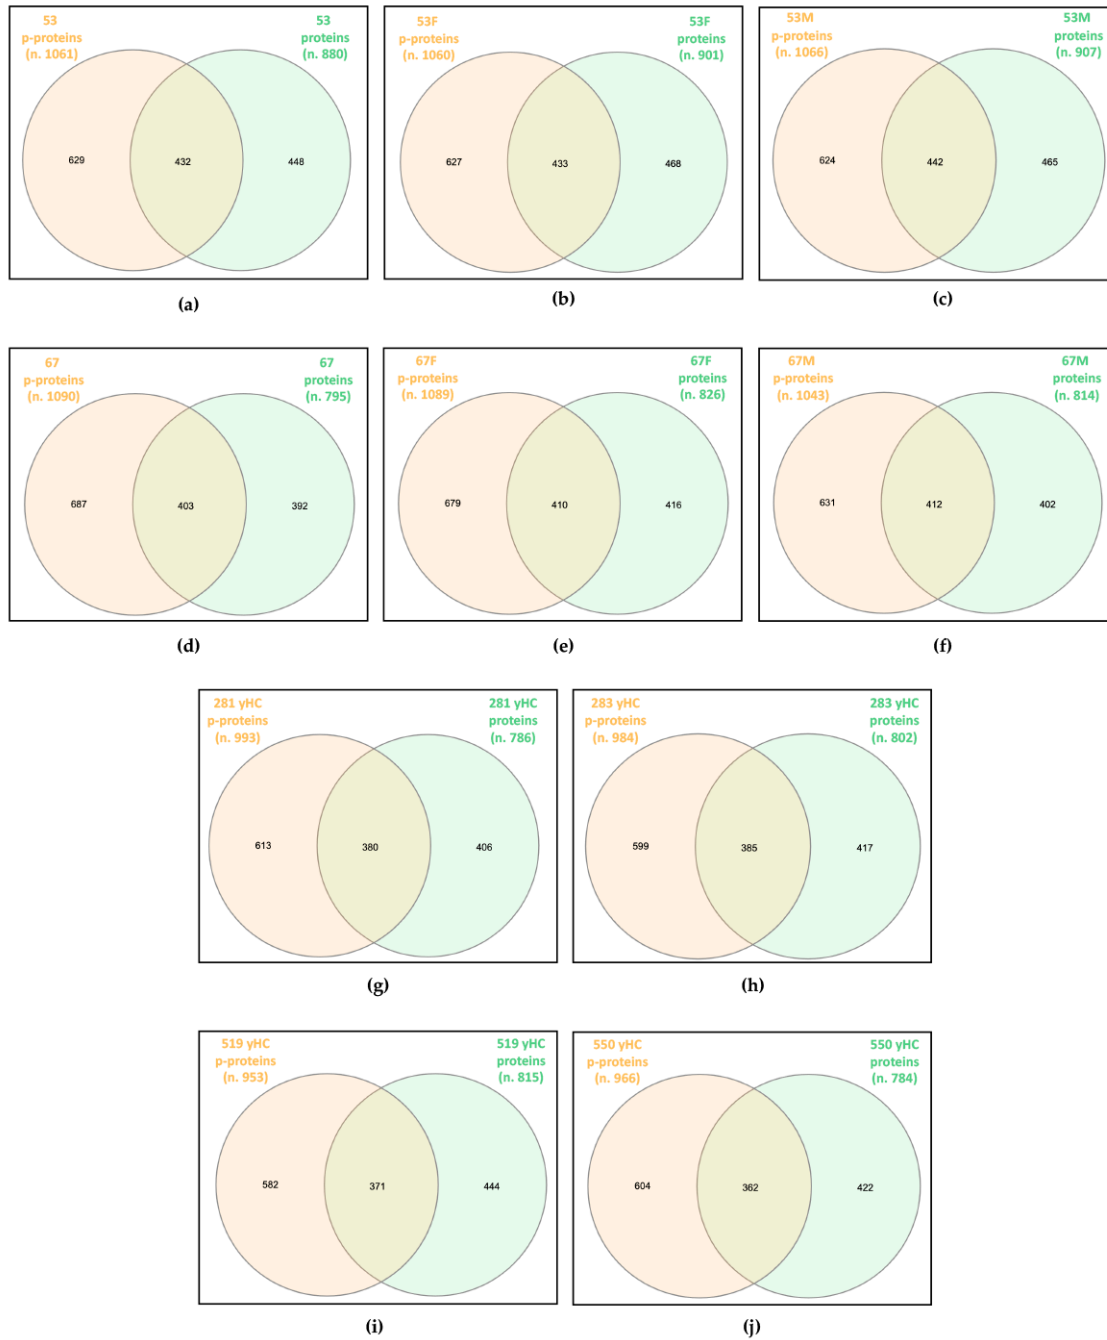 53
p-proteins
(n. 1061)
53
proteins
(n. 880)
629
432
448
(a)
53F
p-proteins
(n. 1060)
53F
proteins
(n. 901)
627
433
468
(b)
53M
p-proteins
(n. 1066)
53M
proteins
(n. 907)
624
442
465
(c)
67
p-proteins
(n. 1090)
67
proteins
(n. 795)
687
403
392
(d)
67F
p-proteins
(n. 1089)
67F
proteins
(n. 826)
679
410
416
(e)
67M
p-proteins
(n. 1043)
67M
proteins
(n. 814)
631
412
402
(f)
281 yHC
p-proteins
(n. 993)
281 yHC
proteins
(n. 786)
613
380
406
(g)
283 yHC
p-proteins
(n. 984)
283 yHC
proteins
(n. 802)
599
385
417
(h)
519 yHC
p-proteins
(n. 953)
519 yHC
proteins
(n. 815)
582
371
444
(i)
550 yHC
p-proteins
(n. 966)
550 yHC
proteins
(n. 784)
604
362
422
(j)